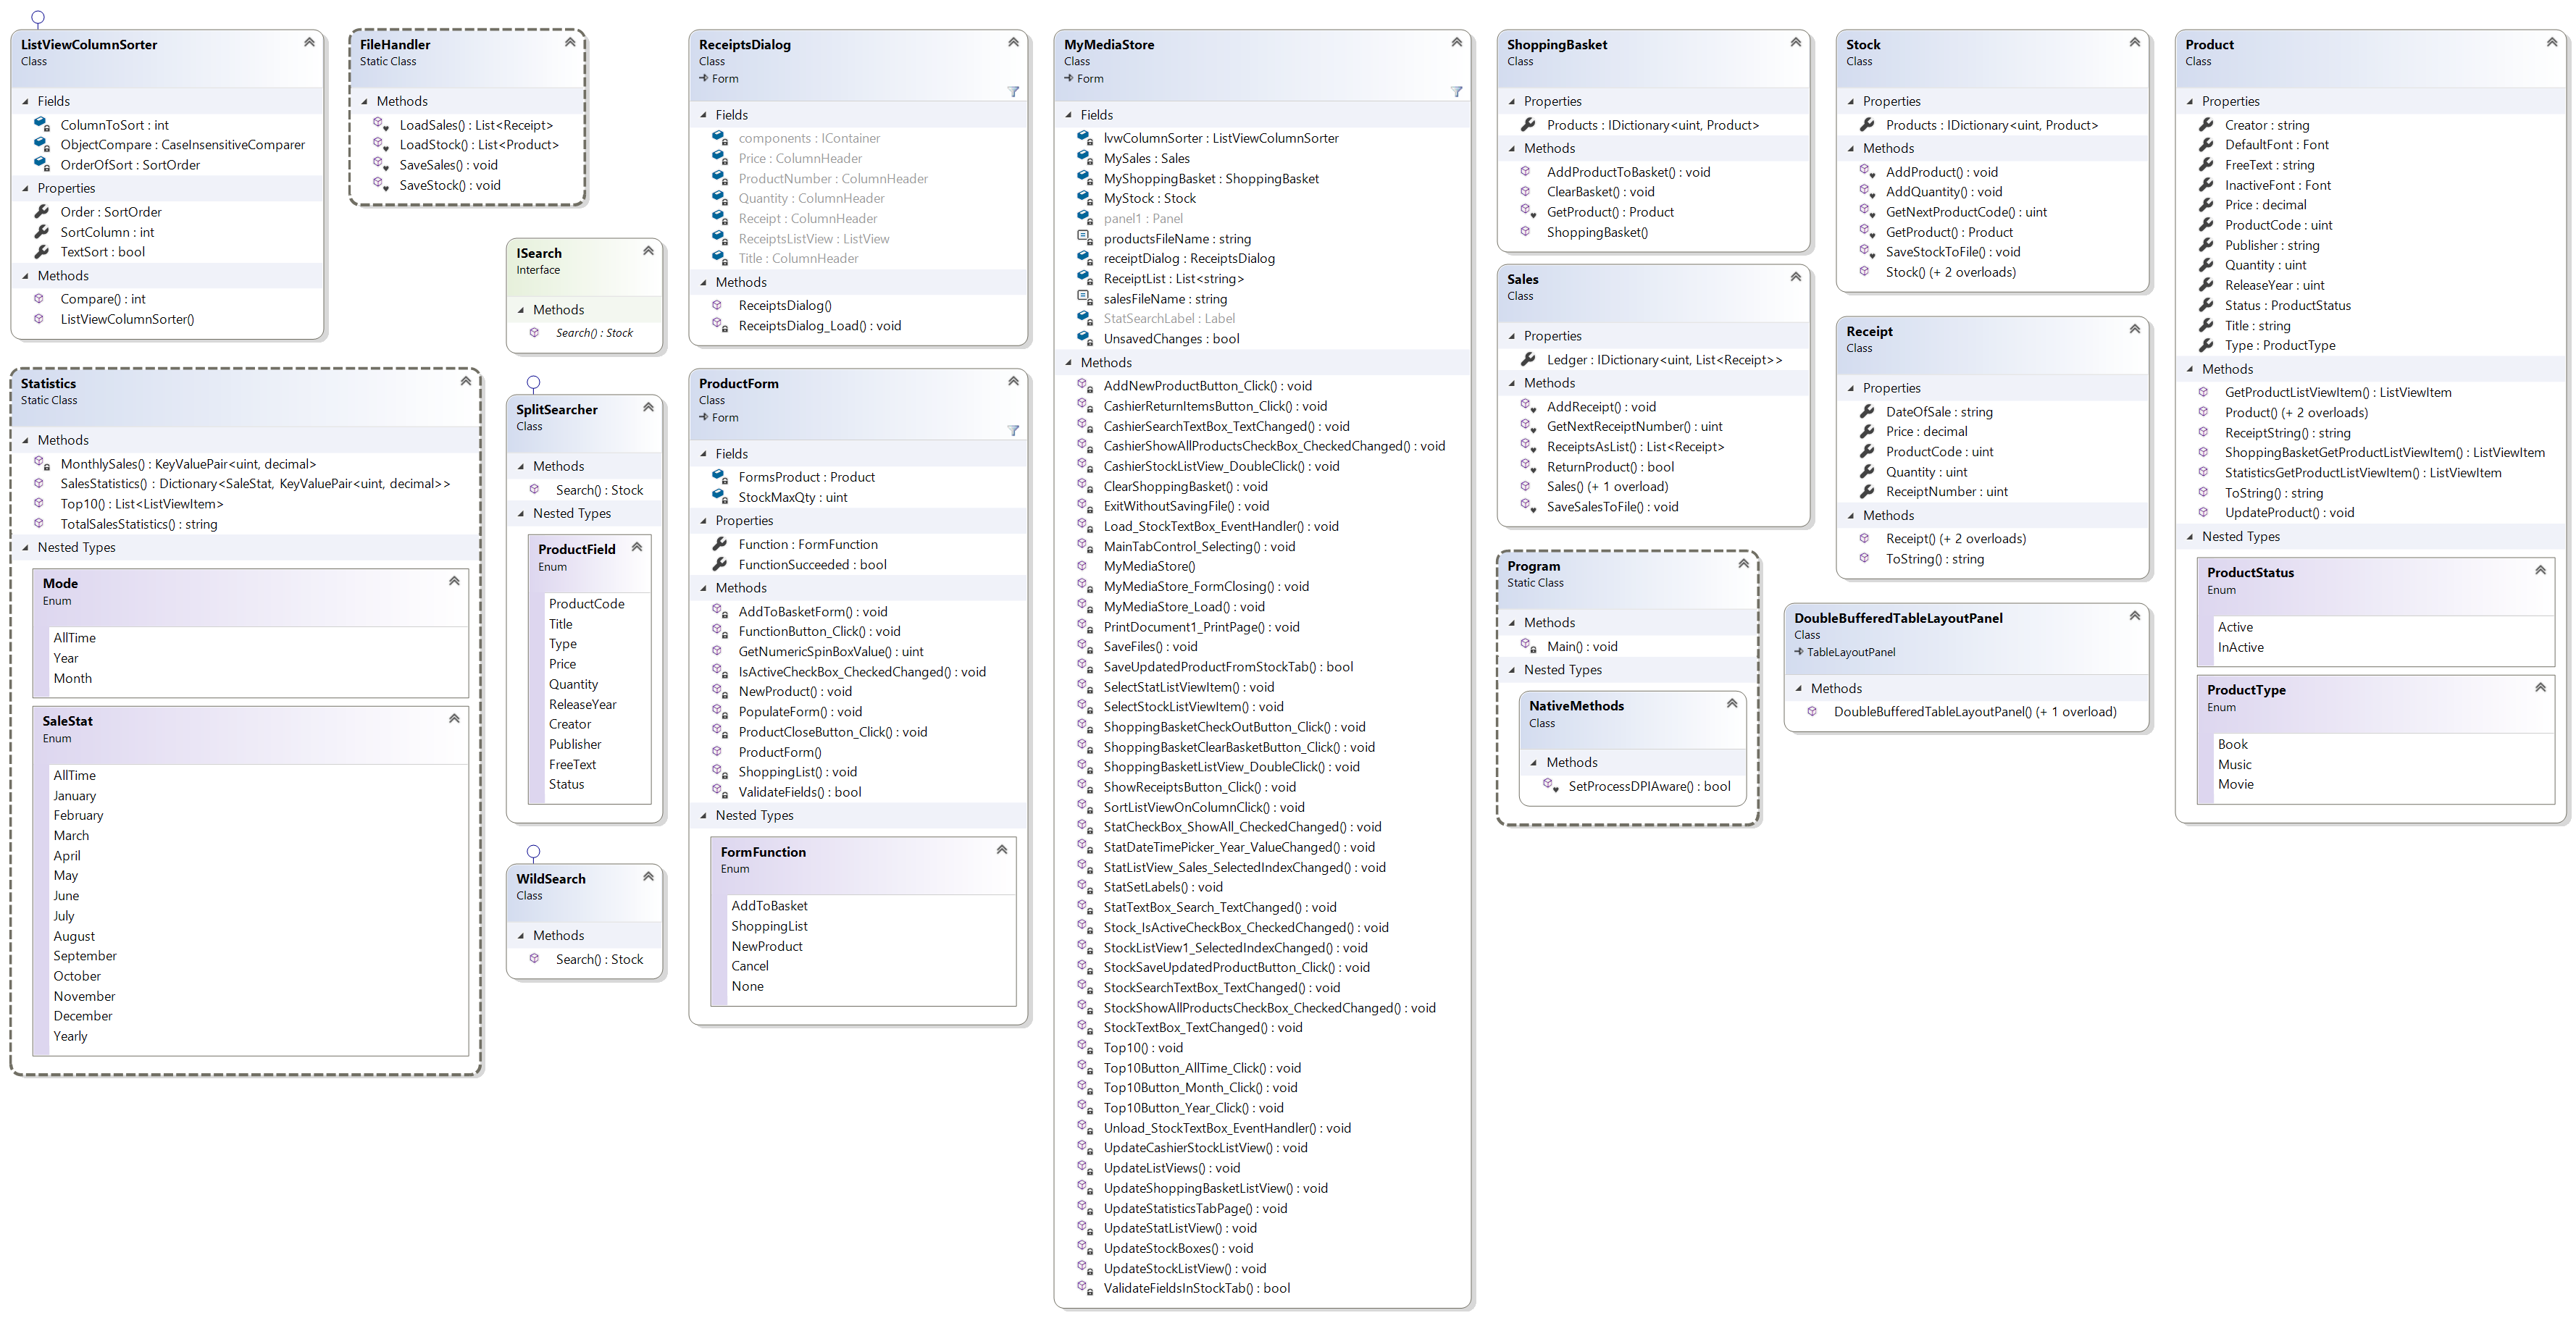 ListViewColumnSorter
Class
Fields
ColumnToSort : int
ObjectCompare : CaseInsensitiveComparer
OrderOfSort : SortOrder
Properties
Order : SortOrder
SortColumn : int
TextSort : bool
Methods
Compare() : int
ListViewColumnSorter()
Statistics
Static Class
Methods
MonthlySales() : KeyValuePair<uint, decimal>
SalesStatistics() : Dictionary<SaleStat, KeyValuePair<uint, decimal>>
Top10() : List<ListViewItem>
TotalSalesStatistics() : string
Nested Types
Mode
Enum
AllTime
Year
Month
SaleStat
Enum
AllTime
January
February
March
April
May
June
July
August
September
October
November
December
Yearly
FileHandler
Static Class
Methods
LoadSales() : List<Receipt>
LoadStock() : List<Product>
SaveSales() : void
SaveStock() : void
ISearch
Interface
Methods
Search() : Stock
SplitSearcher
Class
Methods
Search() : Stock
Nested Types
ProductField
Enum
ProductCode
Title
Type
Price
Quantity
ReleaseYear
Creator
Publisher
FreeText
Status
WildSearch
Class
Methods
Search() : Stock
ReceiptsDialog
Class
Form
Fields
components : IContainer
Price : ColumnHeader
ProductNumber : ColumnHeader
Quantity : ColumnHeader
Receipt : ColumnHeader
ReceiptsListView : ListView
Title : ColumnHeader
Methods
ReceiptsDialog()
ReceiptsDialog_Load() : void
ProductForm
Class
Form
Fields
FormsProduct : Product
StockMaxQty : uint
Properties
Function : FormFunction
FunctionSucceeded : bool
Methods
AddToBasketForm() : void
FunctionButton_Click() : void
GetNumericSpinBoxValue() : uint
IsActiveCheckBox_CheckedChanged() : void
NewProduct() : void
PopulateForm() : void
ProductCloseButton_Click() : void
ProductForm()
ShoppingList() : void
ValidateFields() : bool
Nested Types
FormFunction
Enum
AddToBasket
ShoppingList
NewProduct
Cancel
None
MyMediaStore
Class
Form
Fields
lvwColumnSorter : ListViewColumnSorter
MySales : Sales
MyShoppingBasket : ShoppingBasket
MyStock : Stock
panel1 : Panel
productsFileName : string
receiptDialog : ReceiptsDialog
ReceiptList : List<string>
salesFileName : string
StatSearchLabel : Label
UnsavedChanges : bool
Methods
AddNewProductButton_Click() : void
CashierReturnItemsButton_Click() : void
CashierSearchTextBox_TextChanged() : void
CashierShowAllProductsCheckBox_CheckedChanged() : void
CashierStockListView_DoubleClick() : void
ClearShoppingBasket() : void
ExitWithoutSavingFile() : void
Load_StockTextBox_EventHandler() : void
MainTabControl_Selecting() : void
MyMediaStore()
MyMediaStore_FormClosing() : void
MyMediaStore_Load() : void
PrintDocument1_PrintPage() : void
SaveFiles() : void
SaveUpdatedProductFromStockTab() : bool
SelectStatListViewItem() : void
SelectStockListViewItem() : void
ShoppingBasketCheckOutButton_Click() : void
ShoppingBasketClearBasketButton_Click() : void
ShoppingBasketListView_DoubleClick() : void
ShowReceiptsButton_Click() : void
SortListViewOnColumnClick() : void
StatCheckBox_ShowAll_CheckedChanged() : void
StatDateTimePicker_Year_ValueChanged() : void
StatListView_Sales_SelectedIndexChanged() : void
StatSetLabels() : void
StatTextBox_Search_TextChanged() : void
Stock_IsActiveCheckBox_CheckedChanged() : void
StockListView1_SelectedIndexChanged() : void
StockSaveUpdatedProductButton_Click() : void
StockSearchTextBox_TextChanged() : void
StockShowAllProductsCheckBox_CheckedChanged() : void
StockTextBox_TextChanged() : void
Top10() : void
Top10Button_AllTime_Click() : void
Top10Button_Month_Click() : void
Top10Button_Year_Click() : void
Unload_StockTextBox_EventHandler() : void
UpdateCashierStockListView() : void
UpdateListViews() : void
UpdateShoppingBasketListView() : void
UpdateStatisticsTabPage() : void
UpdateStatListView() : void
UpdateStockBoxes() : void
UpdateStockListView() : void
ValidateFieldsInStockTab() : bool
ShoppingBasket
Class
Properties
Products : IDictionary<uint, Product>
Methods
AddProductToBasket() : void
ClearBasket() : void
GetProduct() : Product
ShoppingBasket()
Sales
Class
Properties
Ledger : IDictionary<uint, List<Receipt>>
Methods
AddReceipt() : void
GetNextReceiptNumber() : uint
ReceiptsAsList() : List<Receipt>
ReturnProduct() : bool
Sales() (+ 1 overload)
SaveSalesToFile() : void
Program
Static Class
Methods
Main() : void
Nested Types
NativeMethods
Class
Methods
SetProcessDPIAware() : bool
Stock
Class
Properties
Products : IDictionary<uint, Product>
Methods
AddProduct() : void
AddQuantity() : void
GetNextProductCode() : uint
GetProduct() : Product
SaveStockToFile() : void
Stock() (+ 2 overloads)
Receipt
Class
Properties
DateOfSale : string
Price : decimal
ProductCode : uint
Quantity : uint
ReceiptNumber : uint
Methods
Receipt() (+ 2 overloads)
ToString() : string
DoubleBufferedTableLayoutPanel
Class
TableLayoutPanel
Methods
DoubleBufferedTableLayoutPanel() (+ 1 overload)
Product
Class
Properties
Creator : string
DefaultFont : Font
FreeText : string
InactiveFont : Font
Price : decimal
ProductCode : uint
Publisher : string
Quantity : uint
ReleaseYear : uint
Status : ProductStatus
Title : string
Type : ProductType
Methods
GetProductListViewItem() : ListViewItem
Product() (+ 2 overloads)
ReceiptString() : string
ShoppingBasketGetProductListViewItem() : ListViewItem
StatisticsGetProductListViewItem() : ListViewItem
ToString() : string
UpdateProduct() : void
Nested Types
ProductStatus
Enum
Active
InActive
ProductType
Enum
Book
Music
Movie